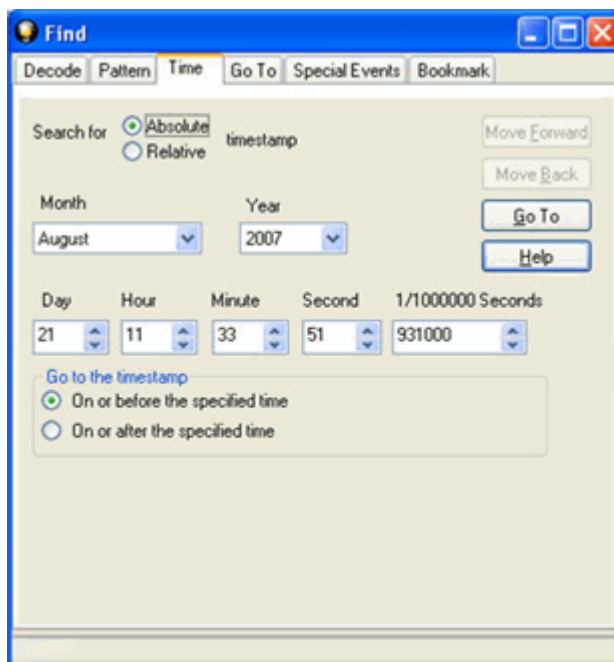 Find
Decode Pattern Time Go To Special Events Bookmark
Search for Absolute timestamp
Relative
Move Forward
Move Back
Go To
Help
Month Year
August 2007
Day Hour Minute Second 1/1000000 Seconds
21 11 33 51 931000
Go to the timestamp
On or before the specified time
On or after the specified time